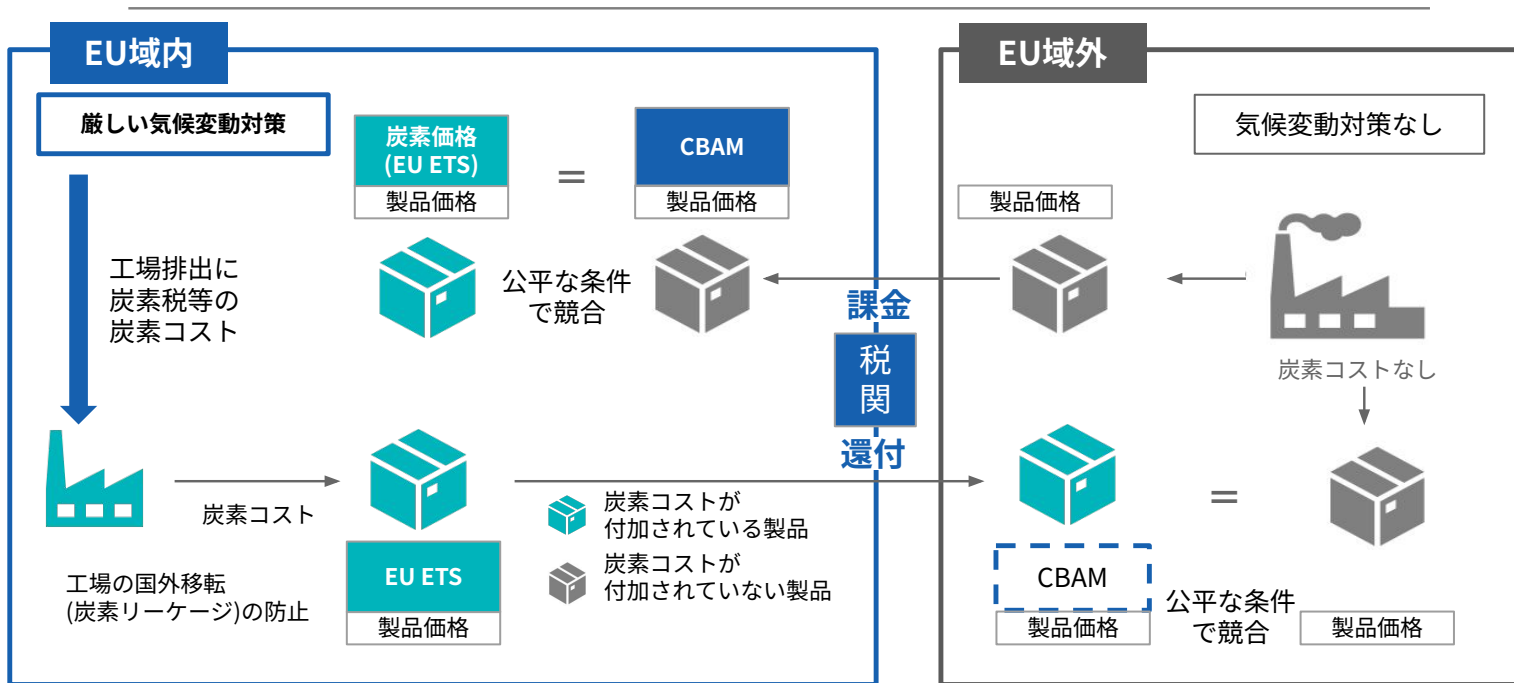 EU域内
厳しい気候変動対策
炭素価格
(EU ETS)
製品価格
＝
CBAM
製品価格
工場排出に
炭素税等の
炭素コスト
公平な条件
で競合
炭素コスト
工場の国外移転
(炭素リーケージ)の防止
EU ETS
製品価格
炭素コストが
付加されている製品
炭素コストが
付加されていない製品
課金
税
関
還付
EU域外
気候変動対策なし
製品価格
炭素コストなし
＝
CBAM
製品価格
公平な条件
で競合
製品価格